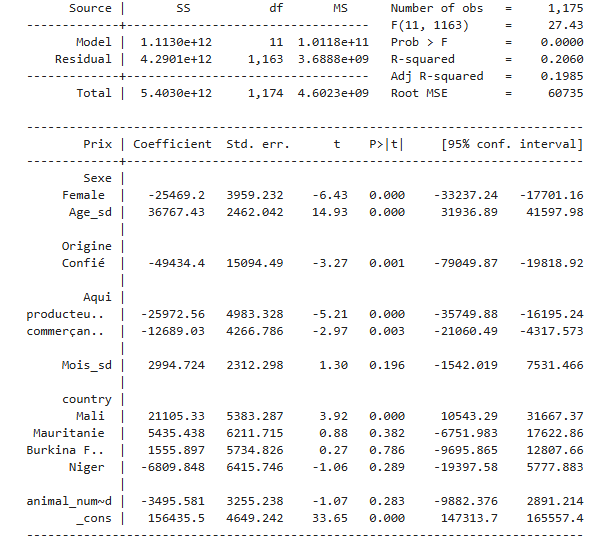 Source |       SS           df       MS      Number of obs   =     1,175
-------------+----------------------------------   F(11, 1163)     =     27.43
       Model |  1.1130e+12        11  1.0118e+11   Prob > F        =    0.0000
    Residual |  4.2901e+12     1,163  3.6888e+09   R-squared       =    0.2060
-------------+----------------------------------   Adj R-squared   =    0.1985
       Total |  5.4030e+12     1,174  4.6023e+09   Root MSE        =     60735
------------------------------------------------------------------------------
        Prix | Coefficient  Std. err.      t    P>|t|     [95% conf. interval]
-------------+----------------------------------------------------------------
        Sexe |
     Female  |  -25469.2   3959.232    -6.43   0.000    -33237.24   -17701.16
      Age_sd |   36767.43   2462.042    14.93   0.000     31936.89    41597.98
             |
     Origine |
     Confié  |  -49434.4   15094.49    -3.27   0.001    -79049.87   -19818.92
             |
        Aqui |
producteu..  |  -25972.56   4983.328    -5.21   0.000    -35749.88   -16195.24
commerçan..  |  -12689.03   4266.786    -2.97   0.003    -21060.49   -4317.573
             |
     Mois_sd |   2994.724   2312.298     1.30   0.196    -1542.019    7531.466
             |
     country |
       Mali  |   21105.33   5383.287     3.92   0.000     10543.29    31667.37
 Mauritanie  |   5435.438   6211.715     0.88   0.382    -6751.983    17622.86
Burkina F..  |   1555.897   5734.826     0.27   0.786    -9695.865    12807.66
      Niger  |  -6809.848   6415.746    -1.06   0.289    -19397.58    5777.883
             |
animal_num~d |  -3495.581   3255.238    -1.07   0.283    -9882.376    2891.214
       _cons |   156435.5   4649.242    33.65   0.000     147313.7    165557.4
------------------------------------------------------------------------------